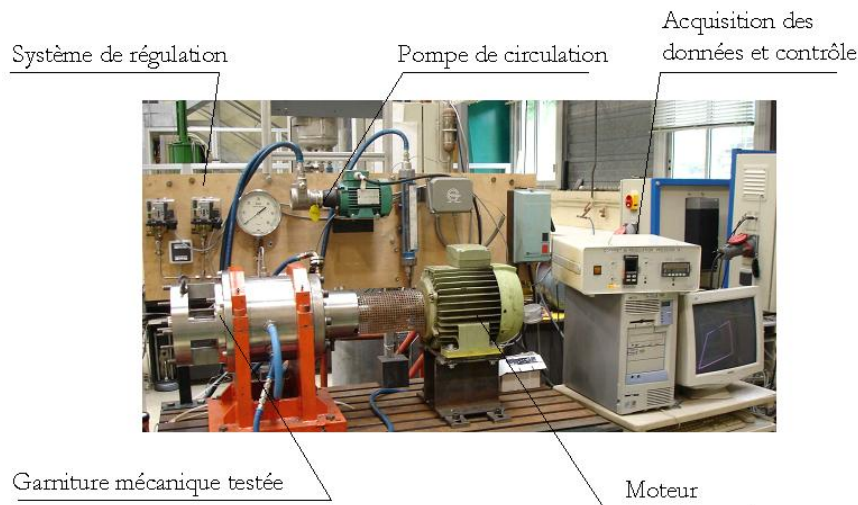 Acquisition des
données et contrôle
Système de régulation
Pompe de circulation
Garniture mécanique testée
Moteur